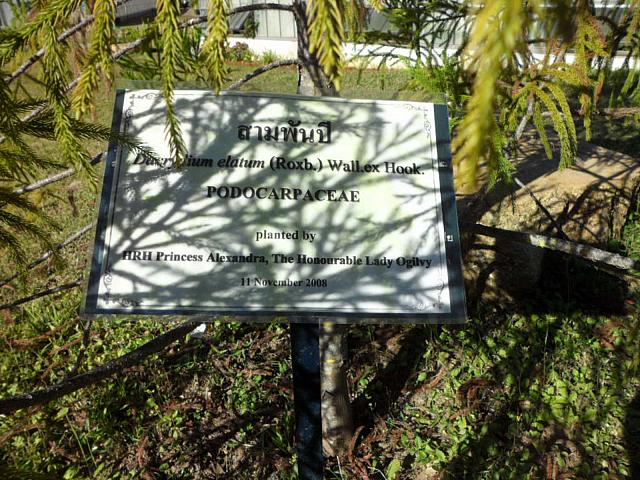 สามพันปี
Dacrydium elatum (Roxb.) Wall.ex Hook.
PODOCARPACEAE
planted by
HRH Princess Alexandra, The Honourable Lady Ogilvy
11 November 2008